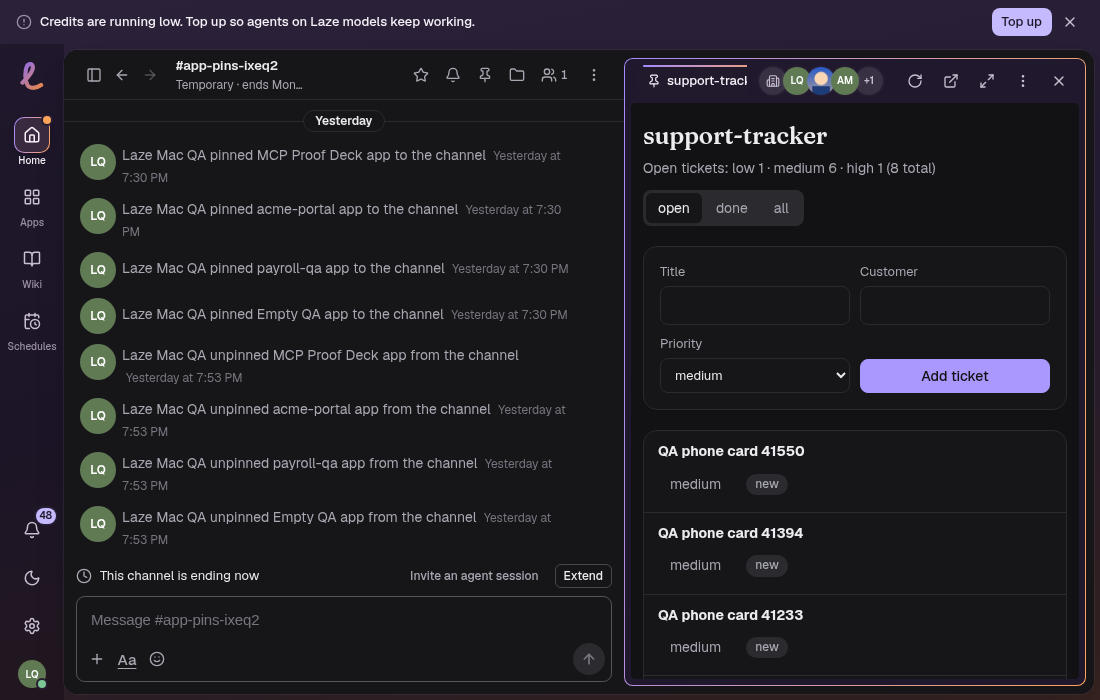 Credits are running low. Top up so agents on Laze models keep working.
Top up
Home
Apps
Wiki
Schedules
48
LQ
#app-pins-ixeq2
Temporary · ends Mon…
1
Yesterday
LQ
Laze Mac QA pinned MCP Proof Deck app to the channel Yesterday at
7:30 PM
LQ
Laze Mac QA pinned acme-portal app to the channel Yesterday at 7:30
PM
LQ
Laze Mac QA pinned payroll-qa app to the channel Yesterday at 7:30 PM
LQ
Laze Mac QA pinned Empty QA app to the channel Yesterday at 7:30 PM
LQ
Laze Mac QA unpinned MCP Proof Deck app from the channel
Yesterday at 7:53 PM
LQ
Laze Mac QA unpinned acme-portal app from the channel Yesterday at
7:53 PM
LQ
Laze Mac QA unpinned payroll-qa app from the channel Yesterday at
7:53 PM
LQ
Laze Mac QA unpinned Empty QA app from the channel Yesterday at
7:53 PM
This channel is ending now
Invite an agent session
Extend
Message #app-pins-ixeq2
Aa
support-track
LQ
AM
+1
support-tracker
Open tickets: low 1 · medium 6 · high 1 (8 total)
open done all
Title Customer
Priority
medium
Add ticket
QA phone card 41550
medium new
QA phone card 41394
medium new
QA phone card 41233
medium new